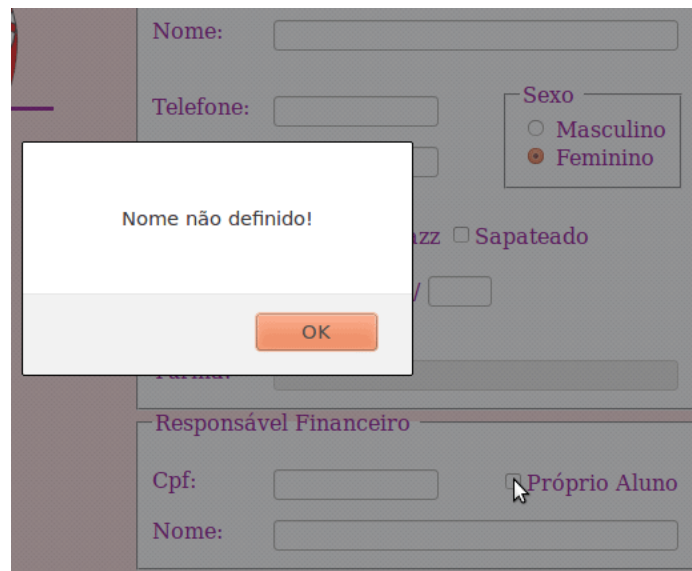 Nome:
Telefone:
Sexo
Masculino
Feminino
Nome não definido!
azz Sapateado
/
OK
Responsável Financeiro
Cpf:
Próprio Aluno
Nome: